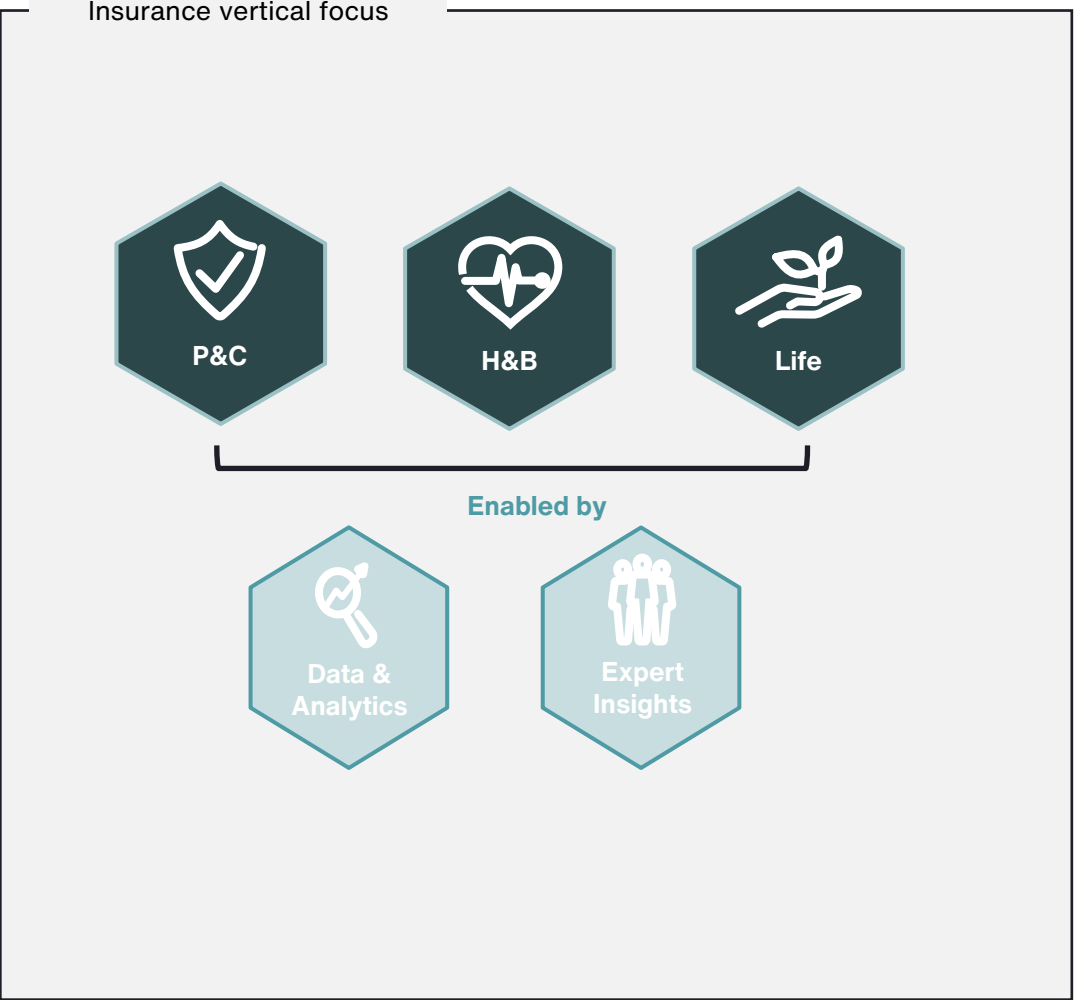 Insurance vertical focus
P&C
H&B
Life
Enabled by
Data &
Analytics
Expert
Insights